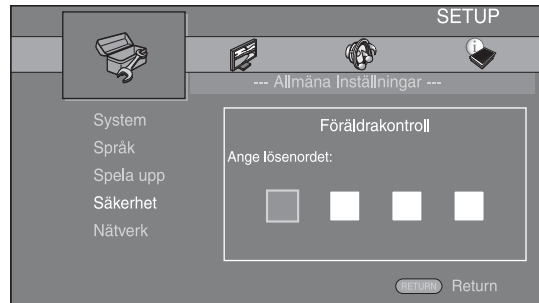 SETUP
--- Allmäna Inställningar ---
System
Språk
Spela upp
Säkerhet
Nätverk
Föräldrakontroll
Ange lösenordet:
RETURN Return